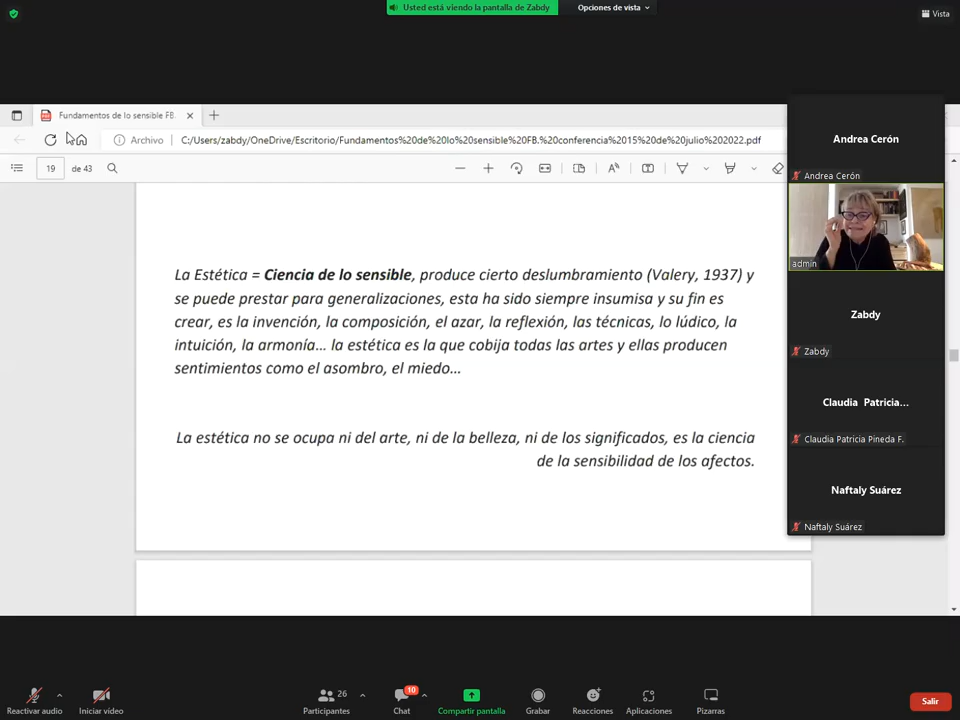 Usted está viendo la pantalla de Zabdy
Opciones de vista
Vista
Fundamentos de lo sensible FB.
Archivo
C:/Users/zabdy/OneDrive/Escritorio/Fundamentos%20de%20lo%20sensible%20FB.%20conferencia%2015%20de%20julio%202022.pdf
19 de 43
La Estética = Ciencia de lo sensible, produce cierto deslumbramiento (Valery, 1937) y
se puede prestar para generalizaciones, esta ha sido siempre insumisa y su fin es
crear, es la invención, la composición, el azar, la reflexión, las técnicas, lo lúdico, la
intuición, la armonía... la estética es la que cobija todas las artes y ellas producen
sentimientos como el asombro, el miedo...
La estética no se ocupa ni del arte, ni de la belleza, ni de los significados, es la ciencia
de la sensibilidad de los afectos.
Andrea Cerón
Andrea Cerón
admin
Zabdy
Zabdy
Claudia Patricia...
Claudia Patricia Pineda F.
Naftaly Suárez
Naftaly Suárez
Reactivar audio
Iniciar video
26
Participantes
10
Chat
Compartir pantalla
Grabar
Reacciones
Aplicaciones
Pizarras
Salir